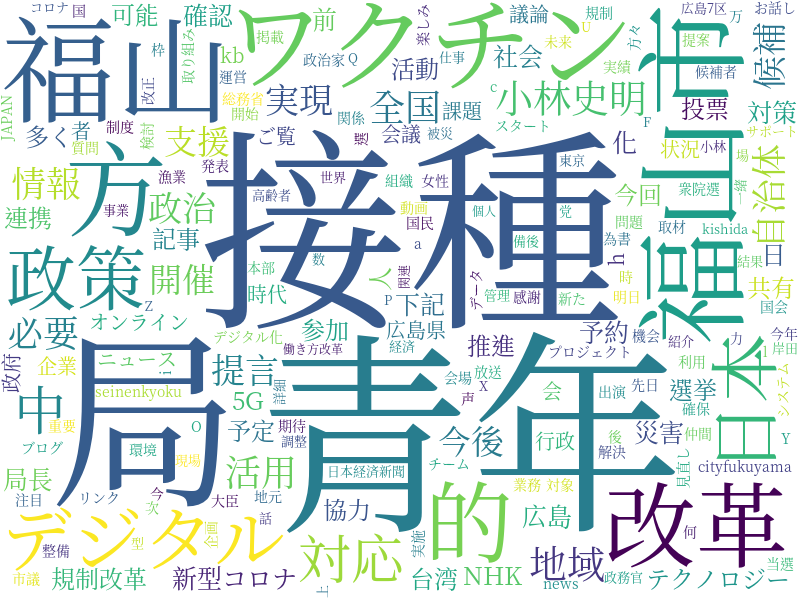 コロナ
国
可能
確認
前
議論
規制
広島7区
万
お話し
福山
ワクチン
市
候補
取り組み
枠
kb
掲載
政治家
Q
楽しみ
仕事
未来
U
方々
提案
実績
候補者
改正
運営
活動
社会
JAPAN
総務省
開始
実現
全国
課題
c
小林史明
投票
対策
多く
者
制度
検討
支援
ご覧
関係
会議
被災
スタート
F
サポート
質問
選
化
状況
小林
場
方
発表
接種
世界
東京
衆院選
一緒
情報
漁業
組織
女性
今回
福山市
自治体
連携
政治
事業
高齢者
動画
個人
党
問題
記事
国民
a
備後
為書
取材
kishida
日
政策
開催
本部
数
人
関連
データ
管理
感謝
新た
h
時
明日
結果
共有
時代
Z
P
下記
必要
オンライン
デジタル化
参加
広島県
推進
予約
機会
紹介
力
国会
今年
岸田
政府
企業
ニュース
i
提言
働き方改革
経済
プロジェクト
日本
利用
1
システム
seinenkyoku
局
青年
詳細
会場
放送
X
声
会
出演
先日
選挙
確保
中
5G
重要
O
予定
期待
調整
今後
行政
後
災害
仲間
Y
ブログ
環境
現場
活用
日本経済新聞
チーム
解決
見直し
cityfukuyama
局長
注目
リンク
今
次
大臣
地元
協力
的
業務
対象
広島
改革
デジタル
話
企画
型
整備
対応
実施
地域
何
当選
市議
規制改革
新型コロナ
上
台湾
NHK
news
政務官
テクノロジー